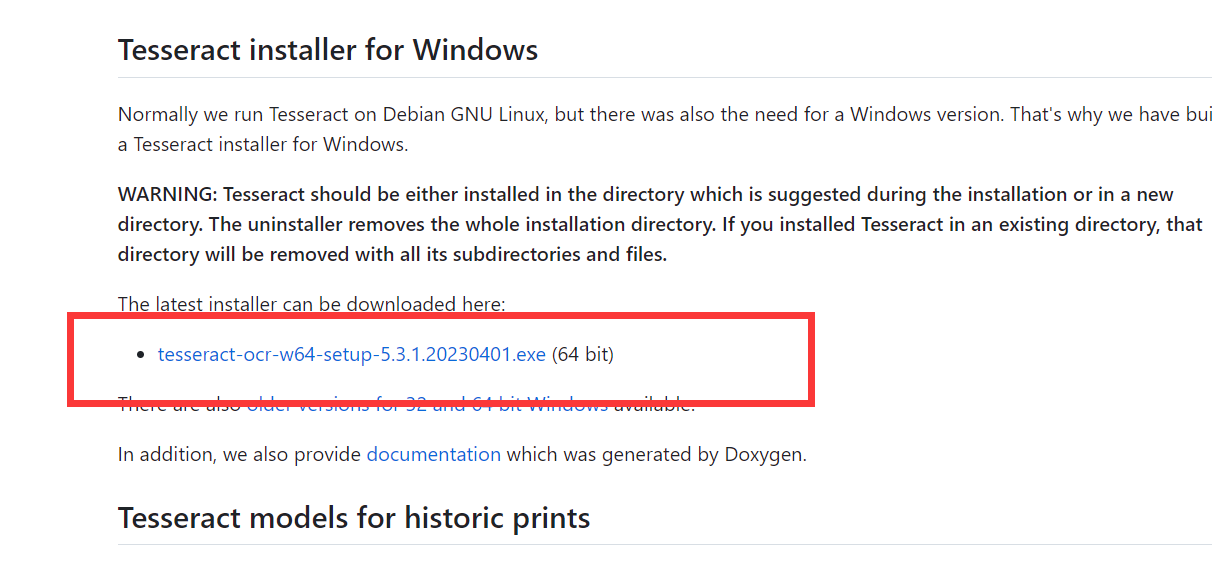 Tesseract installer for Windows
Normally we run Tesseract on Debian GNU Linux, but there was also the need for a Windows version. That's why we have bui
a Tesseract installer for Windows.
WARNING: Tesseract should be either installed in the directory which is suggested during the installation or in a new
directory. The uninstaller removes the whole installation directory. If you installed Tesseract in an existing directory, that
directory will be removed with all its subdirectories and files.
The latest installer can be downloaded here:
• tesseract-ocr-w64-setup-5.3.1.20230401.exe (64 bit)
There are also older versions for 32 and 64 bit Windows available.
In addition, we also provide documentation which was generated by Doxygen.
Tesseract models for historic prints